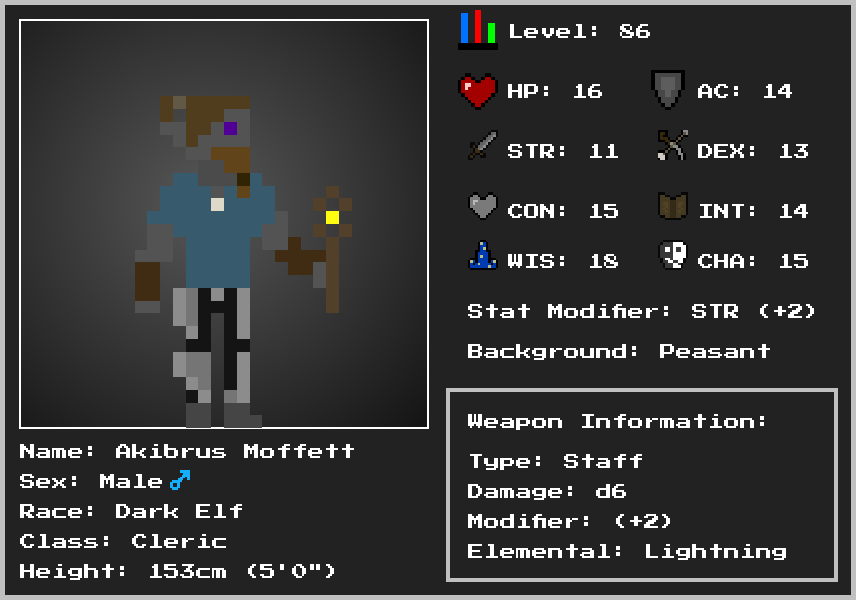 Level: 86
HP: 16 AC: 14
STR: 11 DEX: 13
CON: 15 INT: 14
WIS: 18 CHA: 15
Stat Modifier: STR (+2)
Background: Peasant
Weapon Information:
Type: Staff
Damage: d6
Modifier: (+2)
Elemental: Lightning
Name: Akibrus Moffett
Sex: Male ♂
Race: Dark Elf
Class: Cleric
Height: 153cm (5'0")